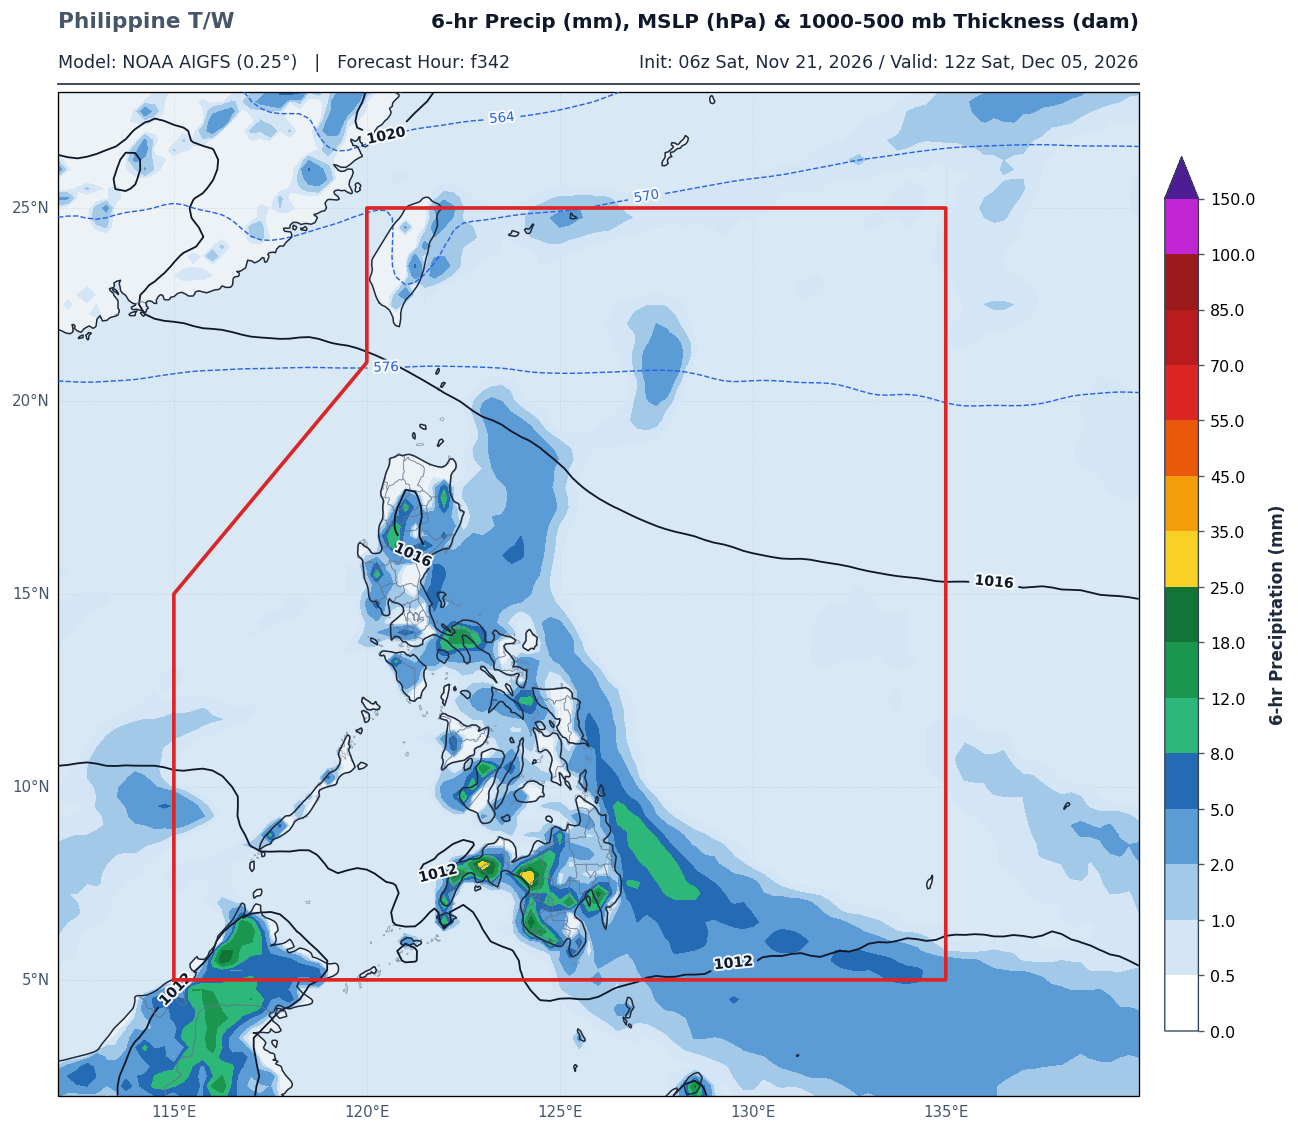 Philippine T/W
6-hr Precip (mm), MSLP (hPa) & 1000-500 mb Thickness (dam)
Model: NOAA AIGFS (0.25°)   |   Forecast Hour: f342
Init: 06z Sat, Nov 21, 2026 / Valid: 12z Sat, Dec 05, 2026
564
1020
570
25°N
576
20°N
1016
1016
15°N
10°N
1012
1012
1012
5°N
115°E
120°E
125°E
130°E
135°E
150.0
100.0
85.0
70.0
55.0
45.0
35.0
25.0
18.0
12.0
8.0
5.0
2.0
1.0
0.5
0.0
6-hr Precipitation (mm)